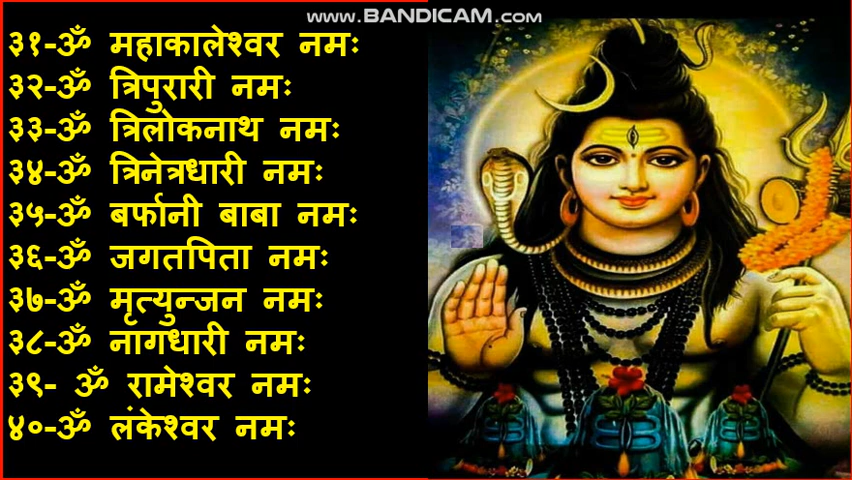 WWW.BANDICAM.COM
३१-ॐ महाकालेश्वर नमः
३२-ॐ त्रिपुरारी नमः
३३-ॐ त्रिलोकनाथ नमः
३४-ॐ त्रिनेत्रधारी नमः
३५-ॐ बर्फानी बाबा नमः
३६-ॐ जगतपिता नमः
३७-ॐ मृत्युन्जन नमः
३८-ॐ नागधारी नमः
३९- ॐ रामेश्वर नमः
४०-ॐ लंकेश्वर नमः